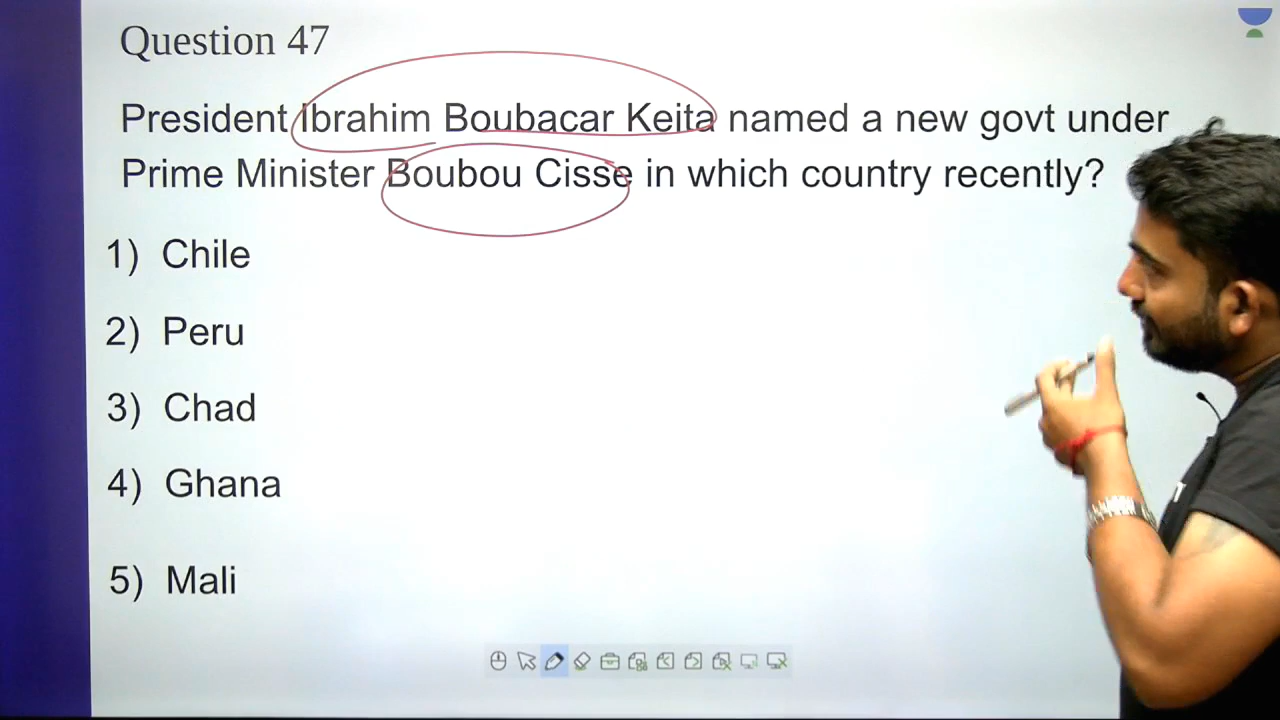 Question 47
President Ibrahim Boubacar Keita named a new govt under
Prime Minister Boubou Cisse in which country recently?
1) Chile
2) Peru
3) Chad
4) Ghana
5) Mali